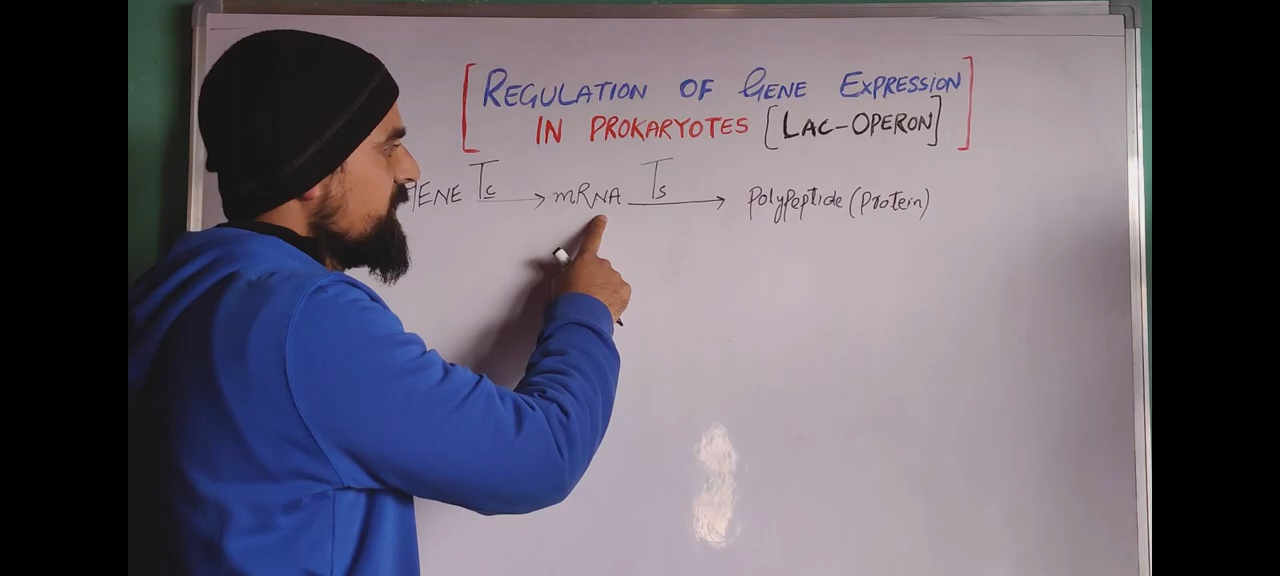 [REGULATION OF GENE EXPRESSION
IN PROKARYOTES [LAC-OPERON]]
GENE Tc → mRNA Ts → Polypeptide (Protein)